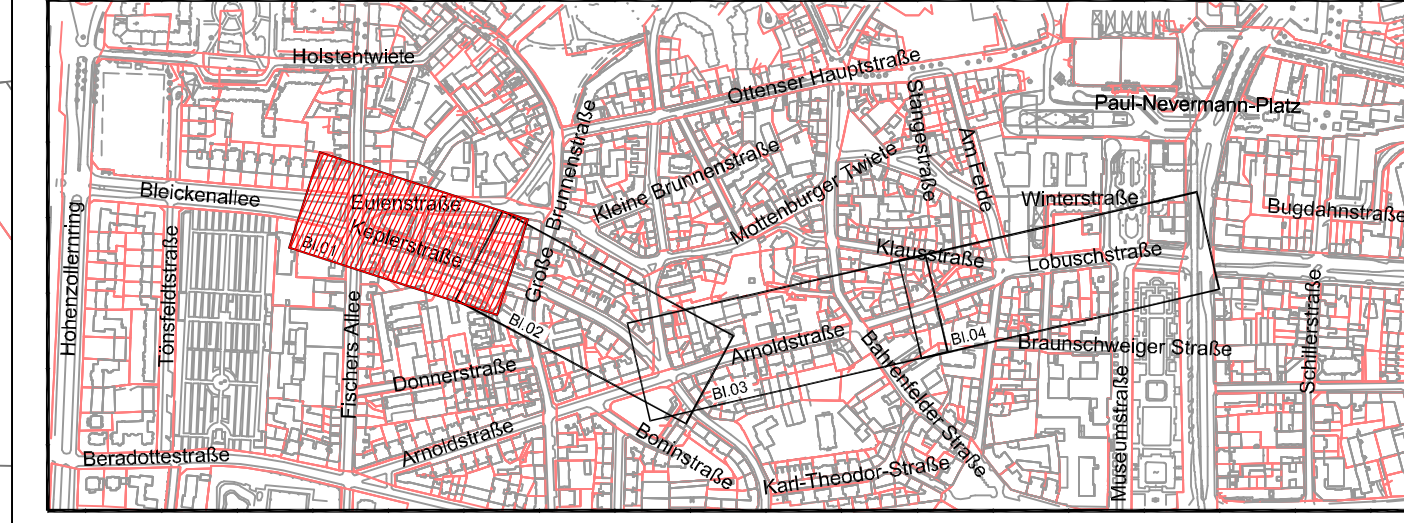 Holstentwiete
Ottenser Hauptstraße
Paul-Nevermann-Platz
Stangestraße
Am Felde
Große Brunnenstraße
Kleine Brunnenstraße
Mottenburger Twiete
Bleickenallee
Eulenstraße
Keplerstraße
Bl.01
Winterstraße
Bugdahnstraße
Hohenzollernring
Tönsfeldtstraße
Klausstraße
Lobuschstraße
Bl.02
Fischers Allee
Arnoldstraße
Bl.04
Braunschweiger Straße
Schillerstraße
Donnerstraße
Bl.03
Bahrenfelder Straße
Museumstraße
Arnoldstraße
Boninstraße
Beradottestraße
Karl-Theodor-Straße